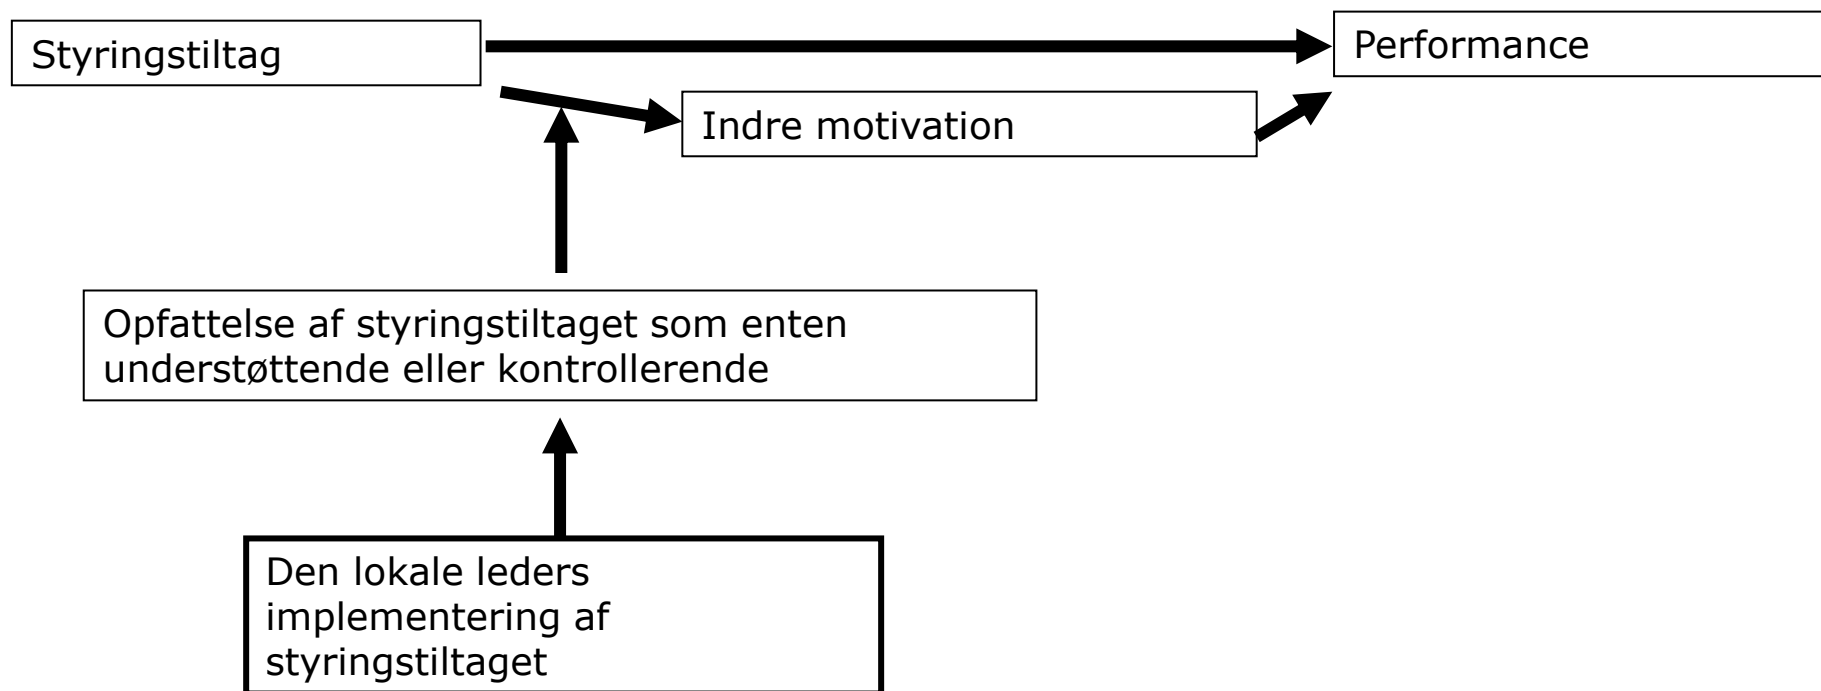 Styringstiltag
Performance
Indre motivation
Opfattelse af styringstiltaget som enten
understøttende eller kontrollerende
Den lokale leders
implementering af
styringstiltaget